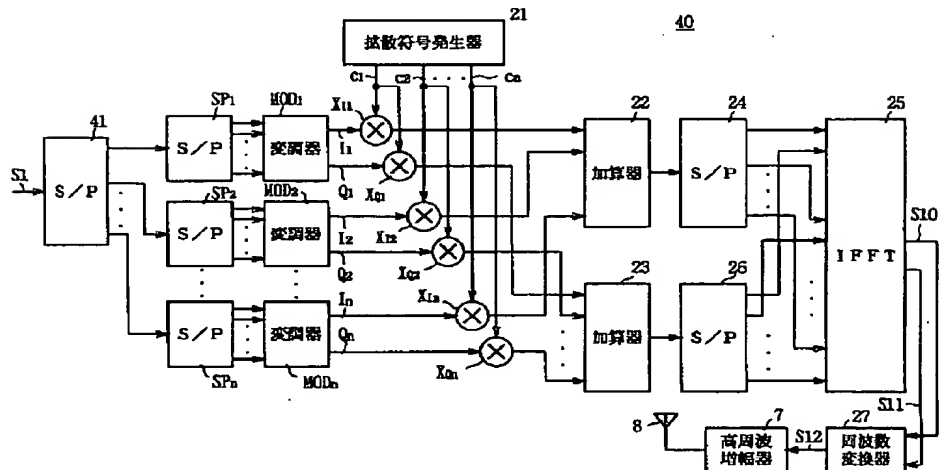 21
40
拡散符号発生器
C1
C2
Cn
SP1
MOD1
XI1
22
24
25
41
S/P
変調器
I1
S1
S/P
Q1
XQ1
加算器
S/P
SP2
MOD2
XI2
S/P
変調器
I2
Q2
XQ2
S10
IFFT
23
26
In
XIn
S/P
変調器
Qn
加算器
S/P
SPn
MODn
XQn
S11
8
7
27
高周波
増幅器
S12
周波数
変換器